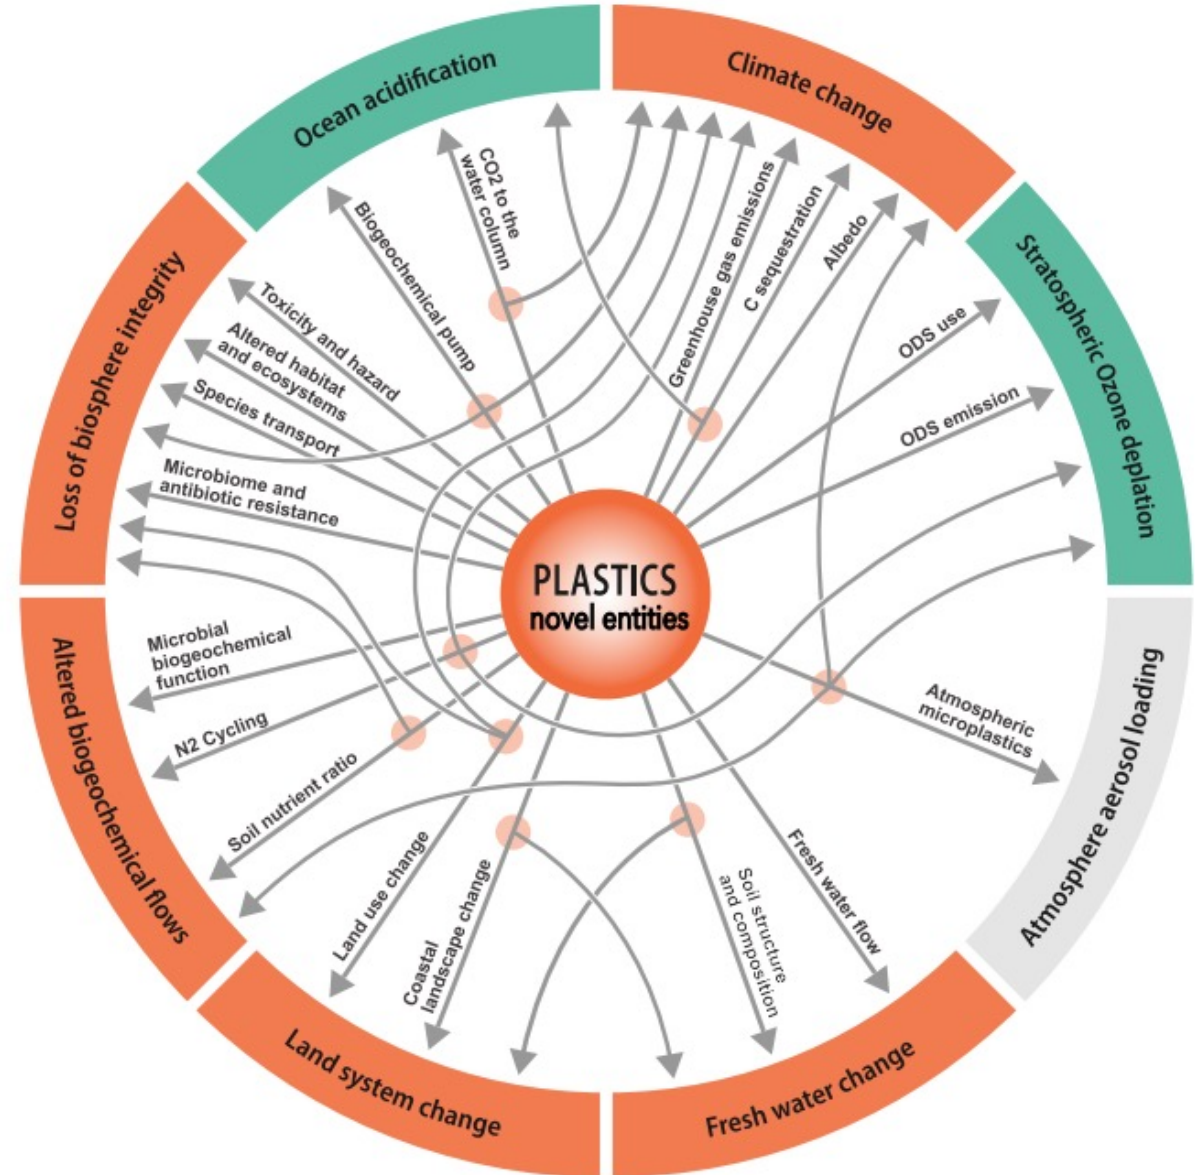 Ocean acidification
Climate change
Stratospheric Ozone deplation
Atmosphere aerosol loading
Fresh water change
Land system change
Altered biogeochemical flows
Loss of biosphere integrity
CO2 to the
water column
Biogeochemical pump
Greenhouse gas emissions
C sequestration
Albedo
ODS use
ODS emission
Toxicity and hazard
Altered habitat
and ecosystems
Species transport
Microbiome and
antibiotic resistance
PLASTICS
novel entities
Microbial
biogeochemical
function
N2 Cycling
Soil nutrient ratio
Land use change
Coastal
landscape change
Soil structure
and composition
Fresh water flow
Atmospheric
microplastics